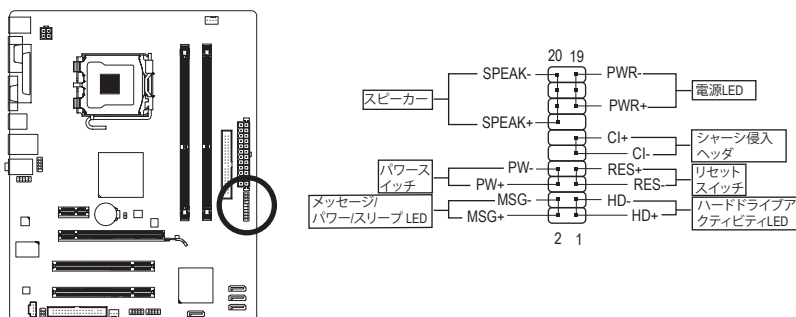 20 19
SPEAK-
PWR-
スピーカー
電源LED
PWR+
SPEAK+
CI+
シャーシ侵入
ヘッダ
CI-
パワース
イッチ
PW-
RES+
リセット
スイッチ
PW+
RES-
メッセージ/
パワー/スリープ LED
MSG-
HD-
ハードドライブア
クティビティLED
MSG+
HD+
2 1